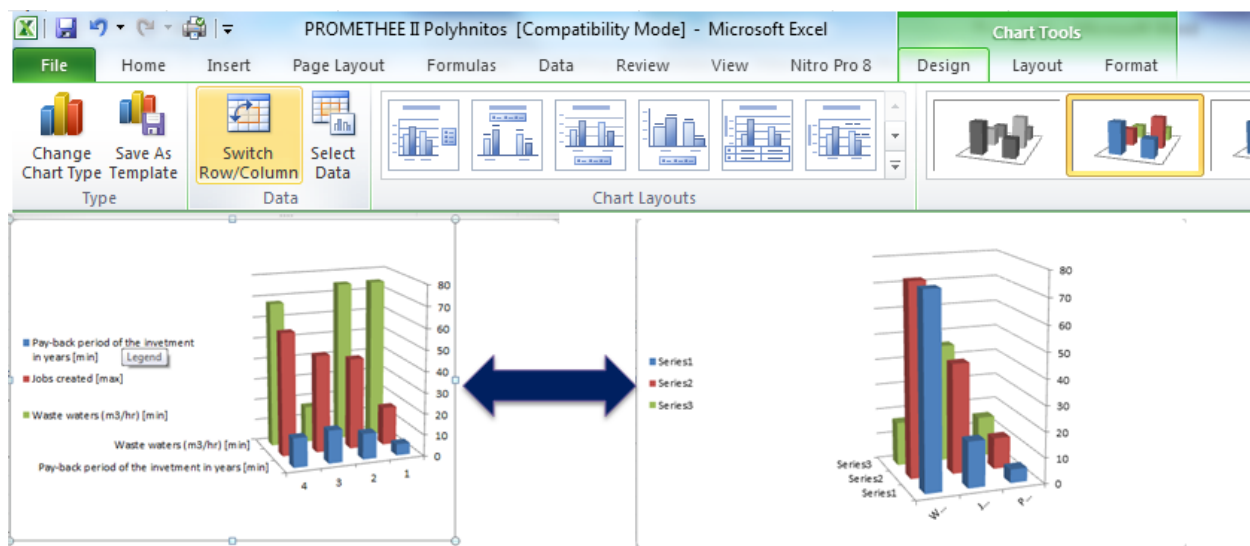 PROMETHEE II Polyhnitos [Compatibility Mode] - Microsoft Excel
Chart Tools
File Home Insert Page Layout Formulas Data Review View Nitro Pro 8 Design Layout Format
Change Chart Type
Save As Template
Switch Row/Column
Select Data
Type
Data
Chart Layouts
Pay-back period of the invetment
in years [min]
Legend
Jobs created [max]
Waste waters (m3/hr) [min]
Waste waters (m3/hr) [min]
Pay-back period of the invetment in years [min]
4 3 2 1
80
70
60
50
40
30
20
10
0
Series1
Series2
Series3
Series3
Series2
Series1
W...
J...
P...
80
70
60
50
40
30
20
10
0